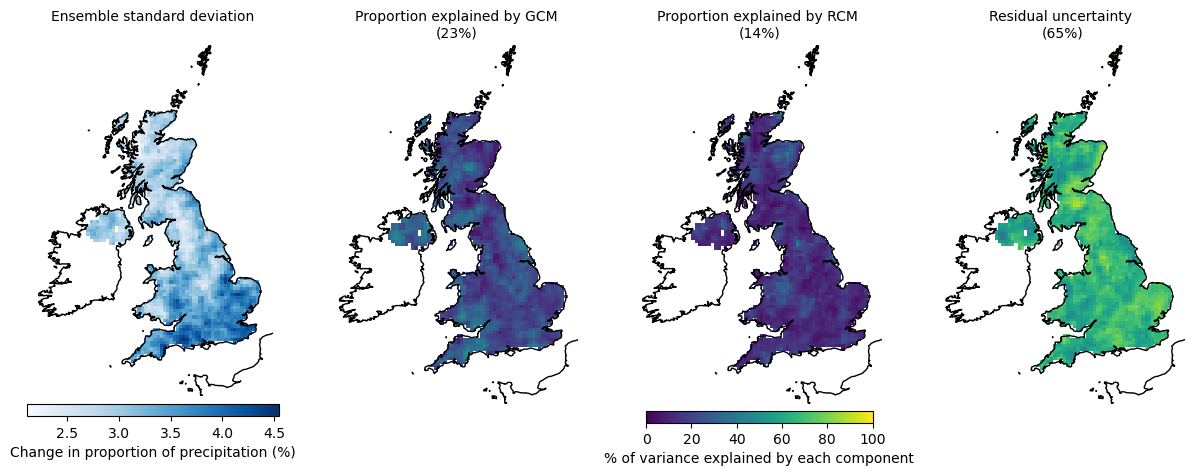 Ensemble standard deviation
Proportion explained by GCM
(23%)
Proportion explained by RCM
(14%)
Residual uncertainty
(65%)
2.5 3.0 3.5 4.0 4.5
Change in proportion of precipitation (%)
0 20 40 60 80 100
% of variance explained by each component